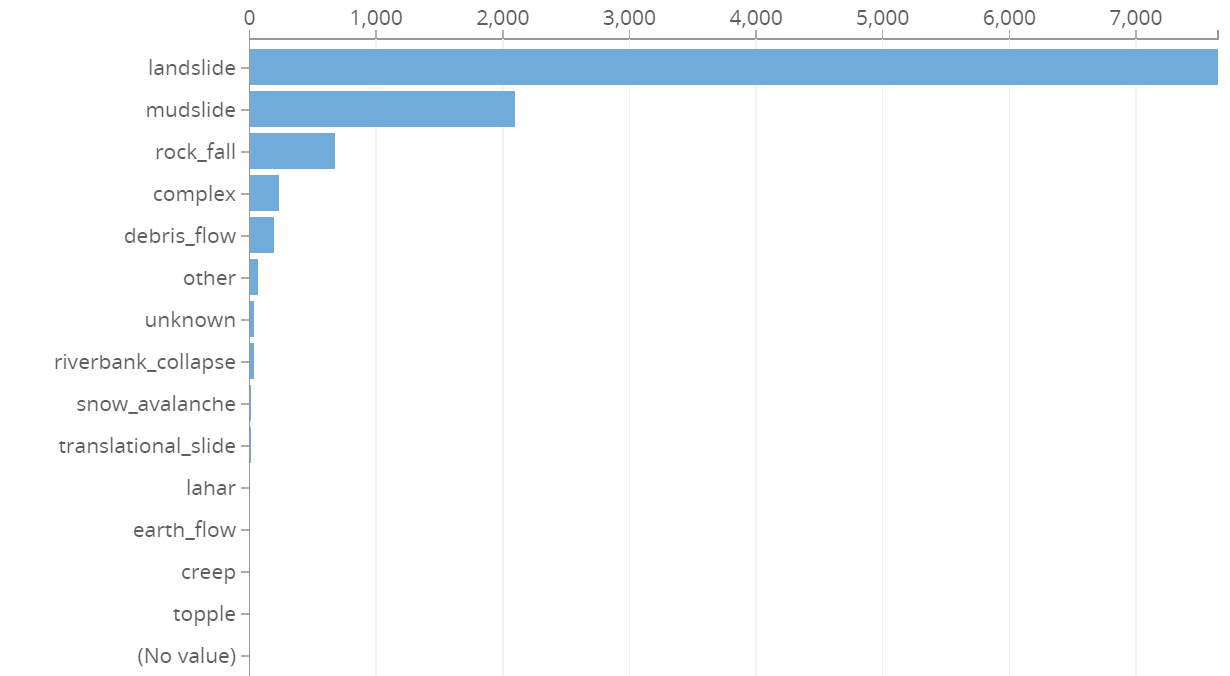 0 1,000 2,000 3,000 4,000 5,000 6,000 7,000
landslide
mudslide
rock_fall
complex
debris_flow
other
unknown
riverbank_collapse
snow_avalanche
translational_slide
lahar
earth_flow
creep
topple
(No value)